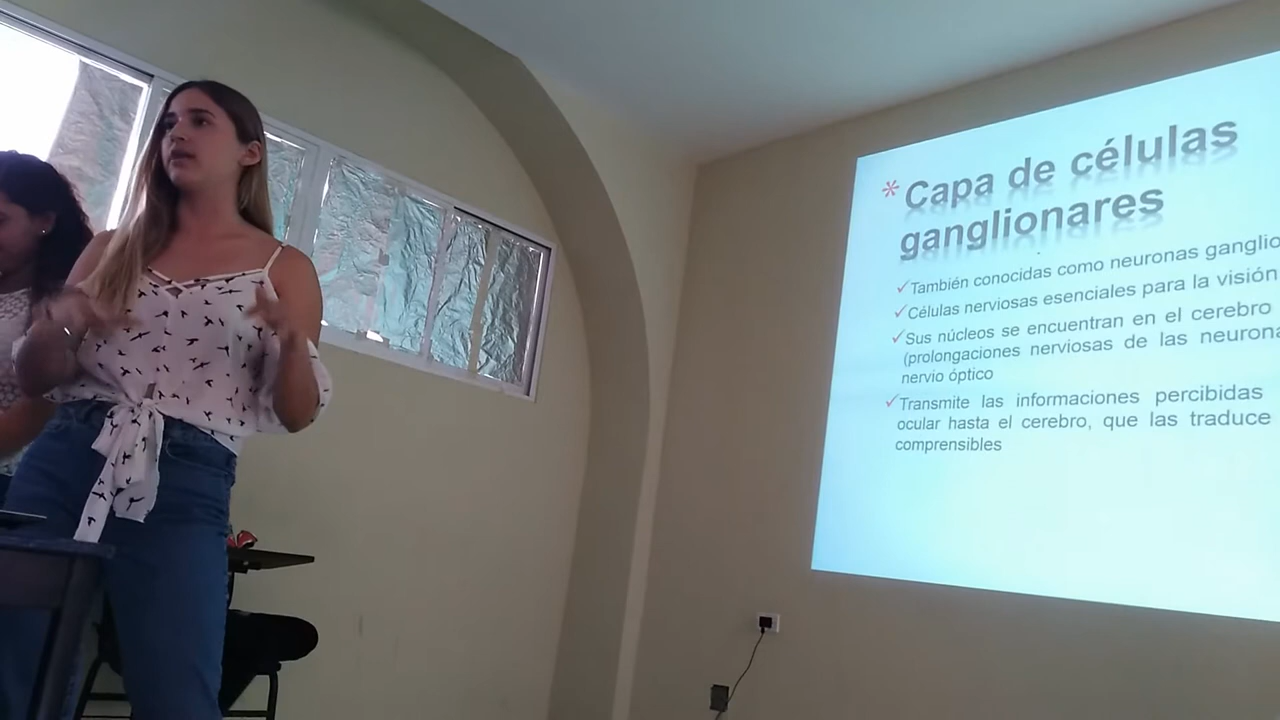 * Capa de células
ganglionares
✓También conocidas como neuronas
✓Células nerviosas esenciales para la visión
✓Sus núcleos se encuentran en el cerebro
(prolongaciones nerviosas de las
nervio óptico
✓Transmite las informaciones percibidas
ocular hasta el cerebro, que las traduce
comprensibles